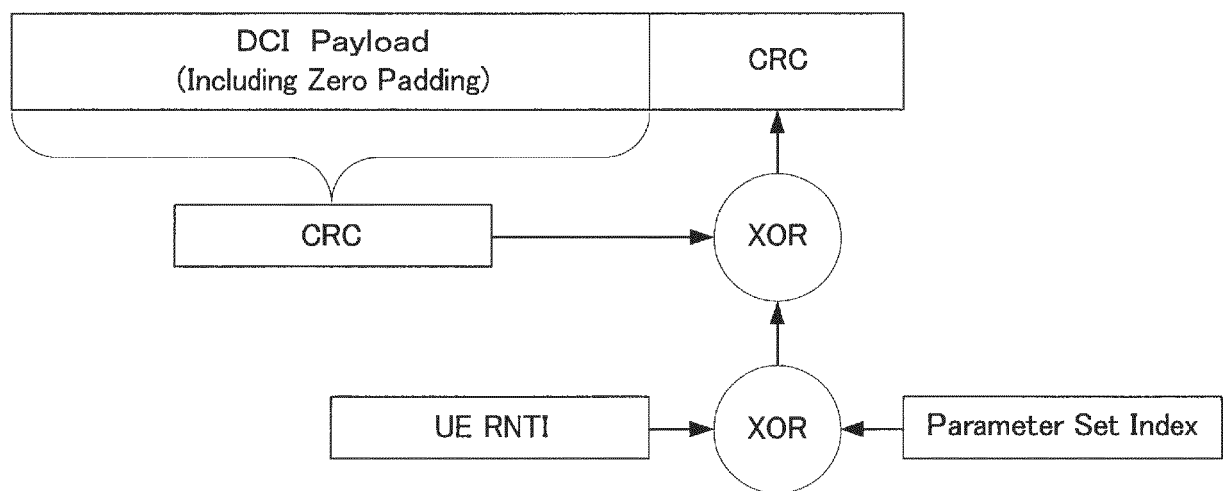 DCI Payload
(Including Zero Padding)
CRC
CRC
XOR
UE RNTI
XOR
Parameter Set Index